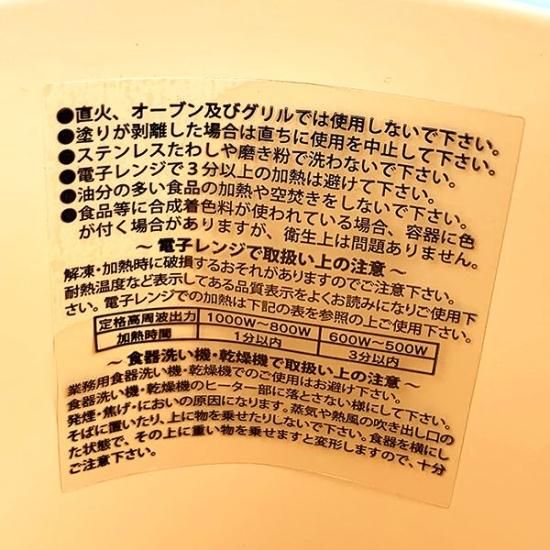 ●直火、オーブン及びグリルでは使用しないで下さい。
●塗りが剥離した場合は直ちに使用を中止して下さい。
●ステンレスたわしや磨き粉で洗わないで下さい。
●電子レンジで3分以上の加熱は避けて下さい。
●油分の多い食品の加熱や空焚きをしないで下さい。
●食品等に合成着色料が使われている場合、容器に色
が付く場合がありますが、衛生上は問題ありません。
～ 電子レンジで取扱い上の注意 ～
解凍・加熱時に破損するおそれがありますのでご注意下さい。
耐熱温度など表示してある品質表示をよくお読みになりご使用下
さい。電子レンジでの加熱は下記の表を参照の上ご使用下さい。
定格高周波出力 1000W～800W 600W～500W
加熱時間 1分以内 3分以内
～ 食器洗い機・乾燥機で取扱い上の注意 ～
業務用食器洗い機・乾燥機でのご使用はお避け下さい。
食器洗い機・乾燥機のヒーター部に落とさない様にして下さい。
発煙・焦げ・においの原因になります。蒸気や熱風の吹き出し口の
そばに置いたり、上に物を乗せたりしないで下さい。食器を横にし
た状態で、その上に重い物を乗せますと変形しますので、十分
ご注意下さい。